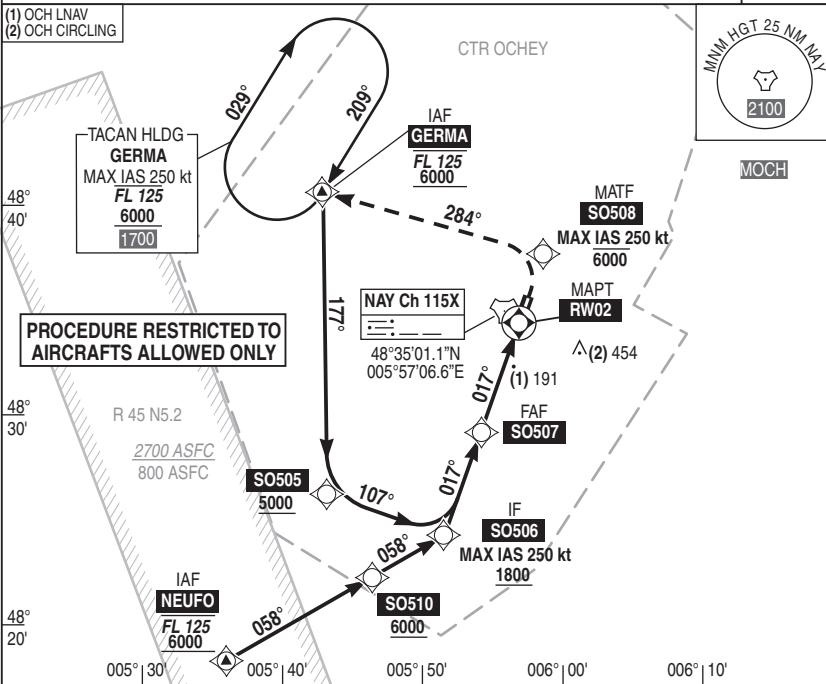 (1) OCH LNAV
(2) OCH CIRCLING
CTR OCHEY
MNM HGT 25 NM NAY
2100
MOCH
029°
209°
TACAN HLDG
GERMA
MAX IAS 250 kt
FL 125
6000
1700
IAF
GERMA
FL 125
6000
48°
40'
284°
MATF
SO508
MAX IAS 250 kt
6000
177°
NAY Ch 115X
48°35'01.1"N
005°57'06.6"E
MAPT
RW02
PROCEDURE RESTRICTED TO
AIRCRAFTS ALLOWED ONLY
(2) 454
(1) 191
017°
48°
30'
R 45 N5.2
2700 ASFC
800 ASFC
FAF
SO507
SO505
5000
107°
017°
IF
SO506
MAX IAS 250 kt
1800
058°
IAF
NEUFO
FL 125
6000
058°
SO510
6000
48°
20'
005° 30'
005° 40'
005° 50'
006° 00'
006° 10'